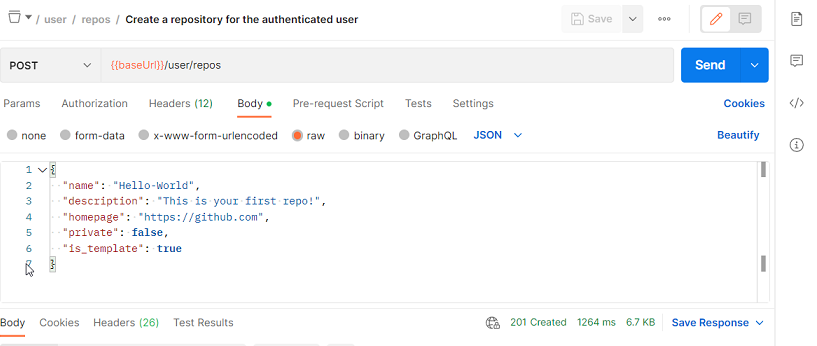 / user / repos / Create a repository for the authenticated user
Save
POST
{{baseUrl}}/user/repos
Send
Params Authorization Headers (12) Body Pre-request Script Tests Settings Cookies
none form-data x-www-form-urlencoded raw binary GraphQL JSON Beautify
1 {
2 "name": "Hello-World",
3 "description": "This is your first repo!",
4 "homepage": "https://github.com",
5 "private": false,
6 "is_template": true
7 }
Body Cookies Headers (26) Test Results 201 Created 1264 ms 6.7 KB Save Response